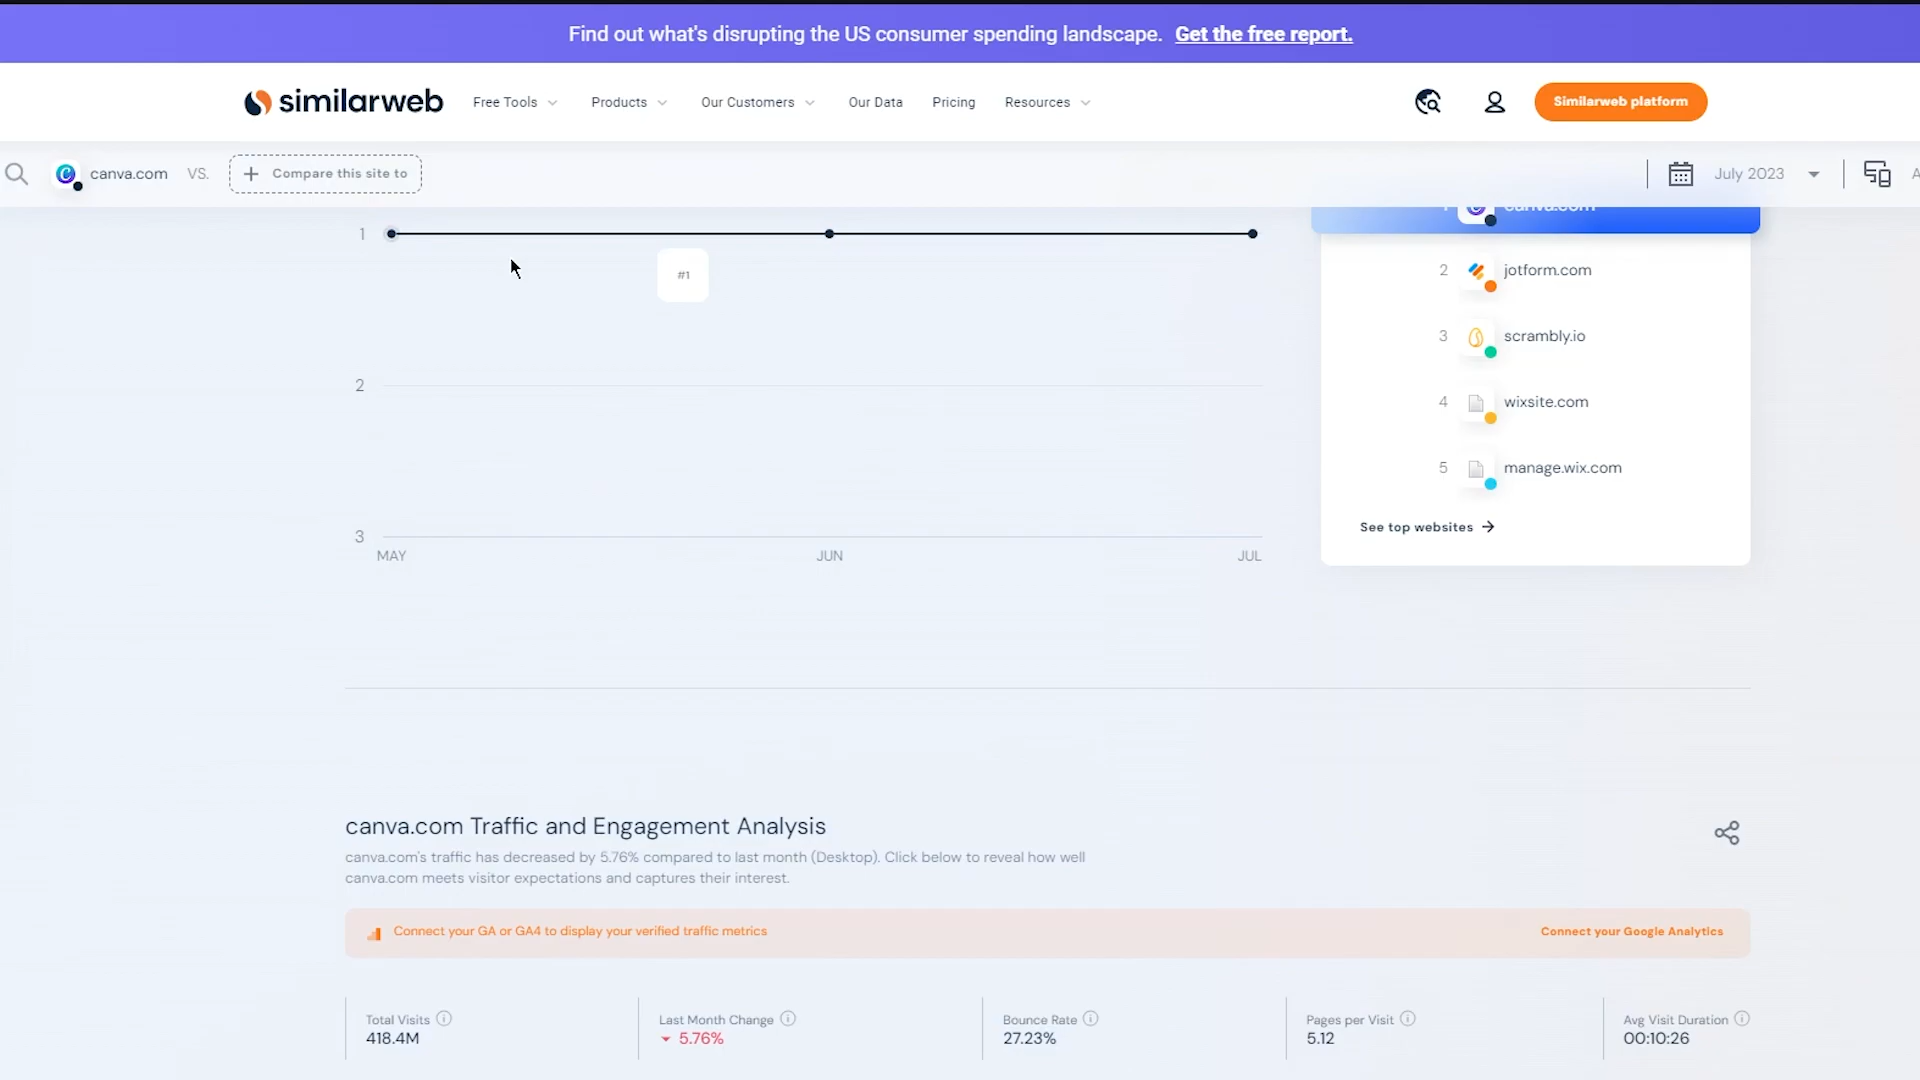 Find out what's disrupting the US consumer spending landscape. Get the free report.
similarweb
Free Tools
Products
Our Customers
Our Data
Pricing
Resources
Similarweb platform
canva.com
VS.
Compare this site to
July 2023
1
#1
2
3
MAY
JUN
JUL
1 canva.com
2 jotform.com
3 scrambly.io
4 wixsite.com
5 manage.wix.com
See top websites
canva.com Traffic and Engagement Analysis
canva.com's traffic has decreased by 5.76% compared to last month (Desktop). Click below to reveal how well
canva.com meets visitor expectations and captures their interest.
Connect your GA or GA4 to display your verified traffic metrics
Connect your Google Analytics
Total Visits
418.4M
Last Month Change
5.76%
Bounce Rate
27.23%
Pages per Visit
5.12
Avg Visit Duration
00:10:26